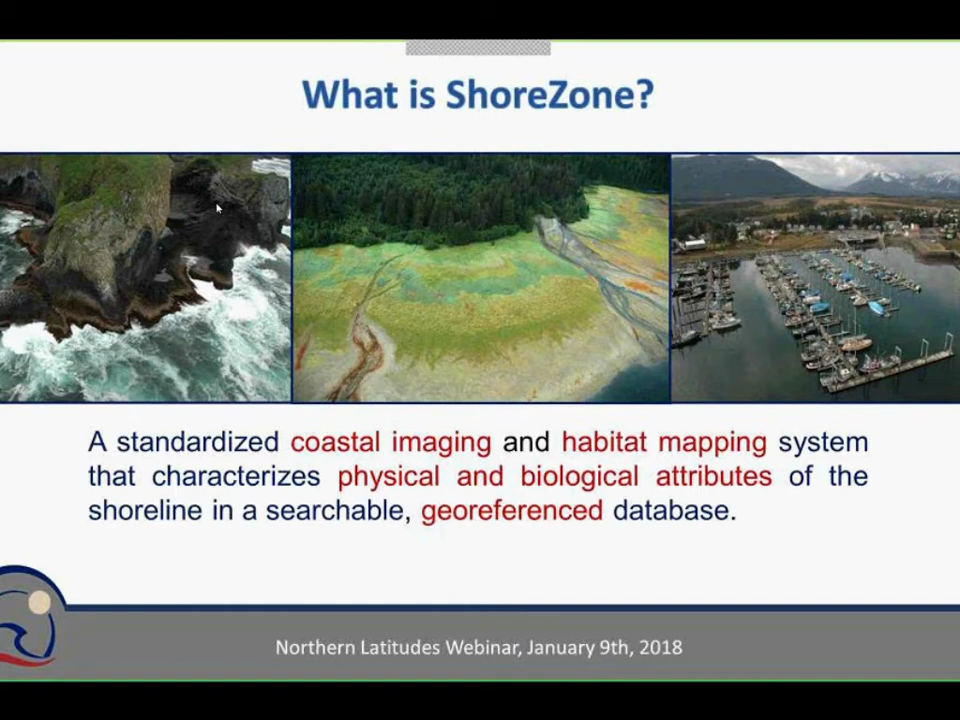 What is ShoreZone?
A standardized coastal imaging and habitat mapping system
that characterizes physical and biological attributes of the
shoreline in a searchable, georeferenced database.
Northern Latitudes Webinar, January 9th, 2018